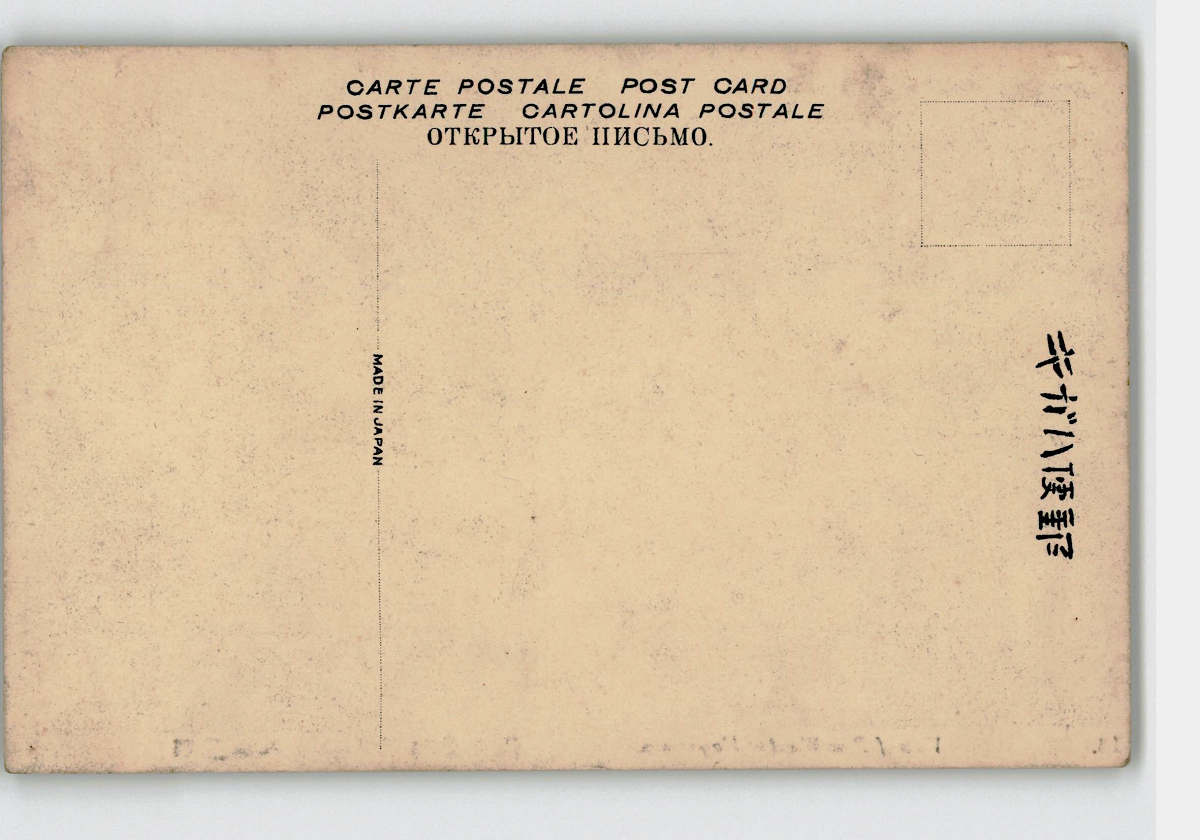 CARTE POSTALE POST CARD
POSTKARTE CARTOLINA POSTALE
ОТКРЫТОЕ ПИСЬМО.
MADE IN JAPAN
郵便ハガキ